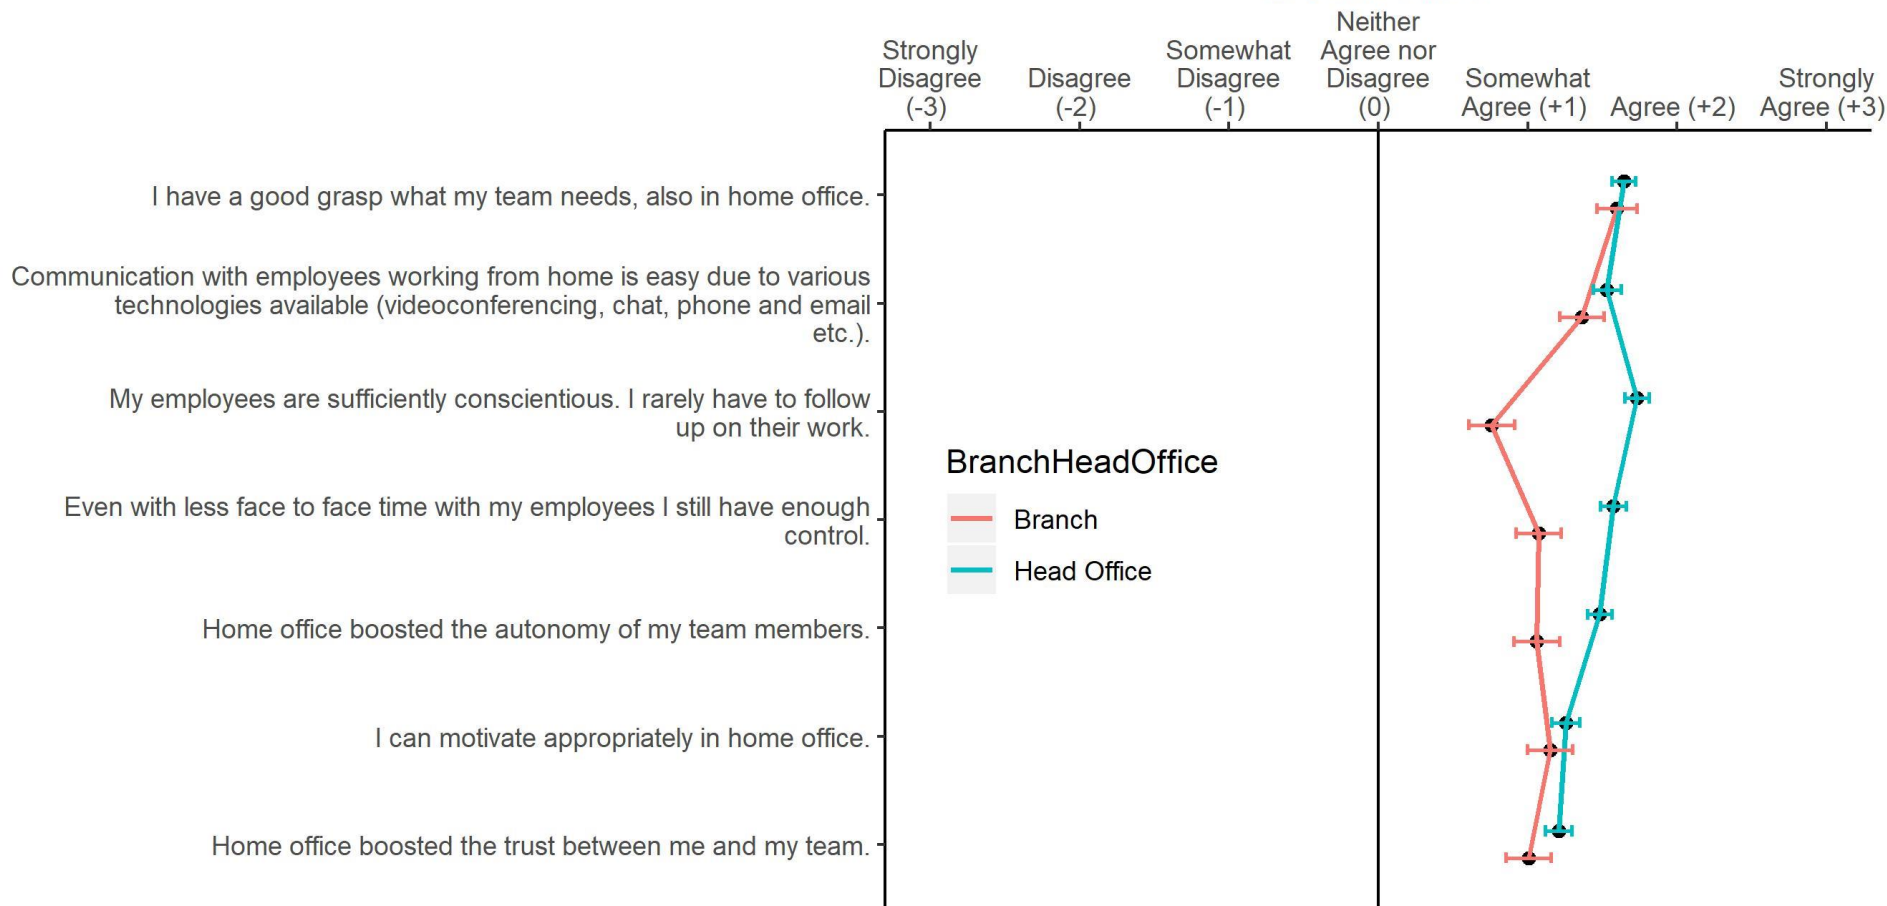 Strongly
Disagree
(-3)
Disagree
(-2)
Somewhat
Disagree
(-1)
Neither
Agree nor
Disagree
(0)
Somewhat
Agree (+1)
Agree (+2)
Strongly
Agree (+3)
I have a good grasp what my team needs, also in home office.
Communication with employees working from home is easy due to various
technologies available (videoconferencing, chat, phone and email
etc.).
My employees are sufficiently conscientious. I rarely have to follow
up on their work.
Even with less face to face time with my employees I still have enough
control.
Home office boosted the autonomy of my team members.
I can motivate appropriately in home office.
Home office boosted the trust between me and my team.
BranchHeadOffice
Branch
Head Office